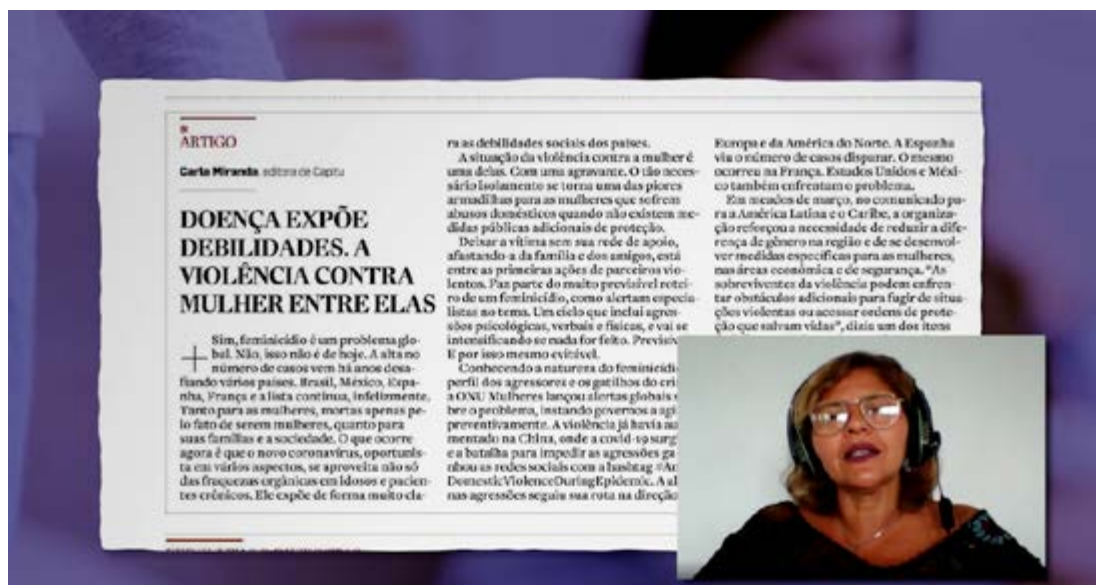 ARTIGO
Carla Miranda editora de Capitu
DOENÇA EXPÕE
DEBILIDADES. A
VIOLÊNCIA CONTRA
MULHER ENTRE ELAS
Sim, feminicídio é um problema glo-
bal. Não, isso não é de hoje. A alta no
número de casos vem há anos desa-
fiando vários países. Brasil, México, Espa-
nha, França e a lista continua, infelizmente.
Tanto para as mulheres, mortas apenas pe-
lo fato de serem mulheres, quanto para
suas famílias e a sociedade. O que ocorre
agora é que o novo coronavírus, oportunis-
ta em vários aspectos, se aproveita não só
das fraquezas orgânicas em idosos e pacien-
tes crônicos. Ele expõe de forma muito cla-
ra as debilidades sociais dos países.
A situação da violência contra a mulher é
uma delas. Com uma agravante. O tão neces-
sário isolamento se torna uma das piores
armadilhas para as mulheres que sofrem
abusos domésticos quando não existem me-
didas públicas adicionais de proteção.
Deixar a vítima sem sua rede de apoio,
afastando-a da família e dos amigos, está
entre as primeiras ações de parceiros vio-
lentos. Faz parte do muito previsível rotei-
ro de um feminicídio, como alertam especia-
listas no tema. Um ciclo que inclui agres-
sões psicológicas, verbais e físicas, e vai se
intensificando se nada for feito. Previsív
E por isso mesmo evitável.
Conhecendo a natureza do feminicídi
perfil dos agressores e os gatilhos do cri
a ONU Mulheres lançou alertas globais s
bre o problema, instando governos a agi
preventivamente. A violência já havia au
mentado na China, onde a covid-19 surg
e a batalha para impedir as agressões ga
nhou as redes sociais com a hashtag #An
DomesticViolenceDuringEpidemic. A al
nas agressões seguiu sua rota na direção
Europa e da América do Norte. A Espanha
viu o número de casos disparar. O mesmo
ocorreu na França. Estados Unidos e Méxi-
co também enfrentam o problema.
Em meados de março, no comunicado pa-
ra a América Latina e o Caribe, a organiza-
ção reforçou a necessidade de reduzir a dife-
rença de gênero na região e de se desenvol-
ver medidas específicas para as mulheres,
nas áreas econômica e de segurança. "As
sobreviventes da violência podem enfren-
tar obstáculos adicionais para fugir de situa-
ções violentas ou acessar ordens de prote-
ção que salvam vidas", dizia um dos itens